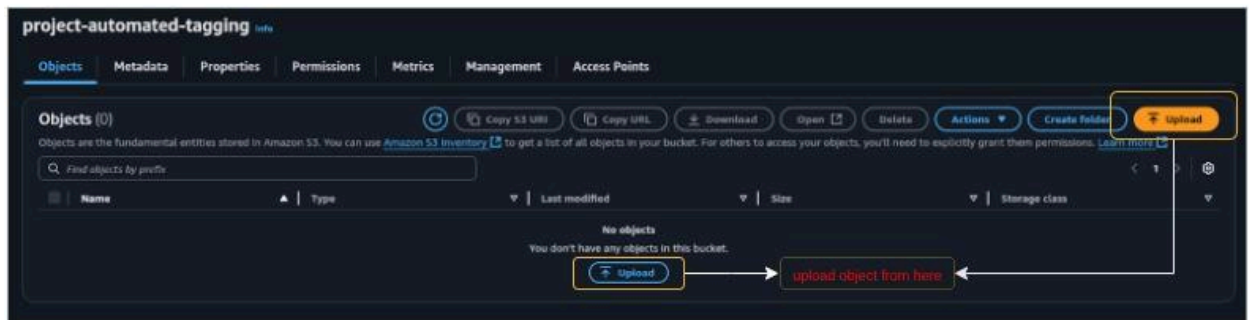 project-automated-tagging Info
Objects Metadata Properties Permissions Metrics Management Access Points
Objects (0)
Copy S3 URI Copy URL Download Open Delete Actions Create folder Upload
Objects are the fundamental entities stored in Amazon S3. You can use Amazon S3 Inventory to get a list of all objects in your bucket. For others to access your objects, you'll need to explicitly grant them permissions. Learn more
Find objects by prefix
1
Name Type Last modified Size Storage class
No objects
You don't have any objects in this bucket.
Upload
upload object from here